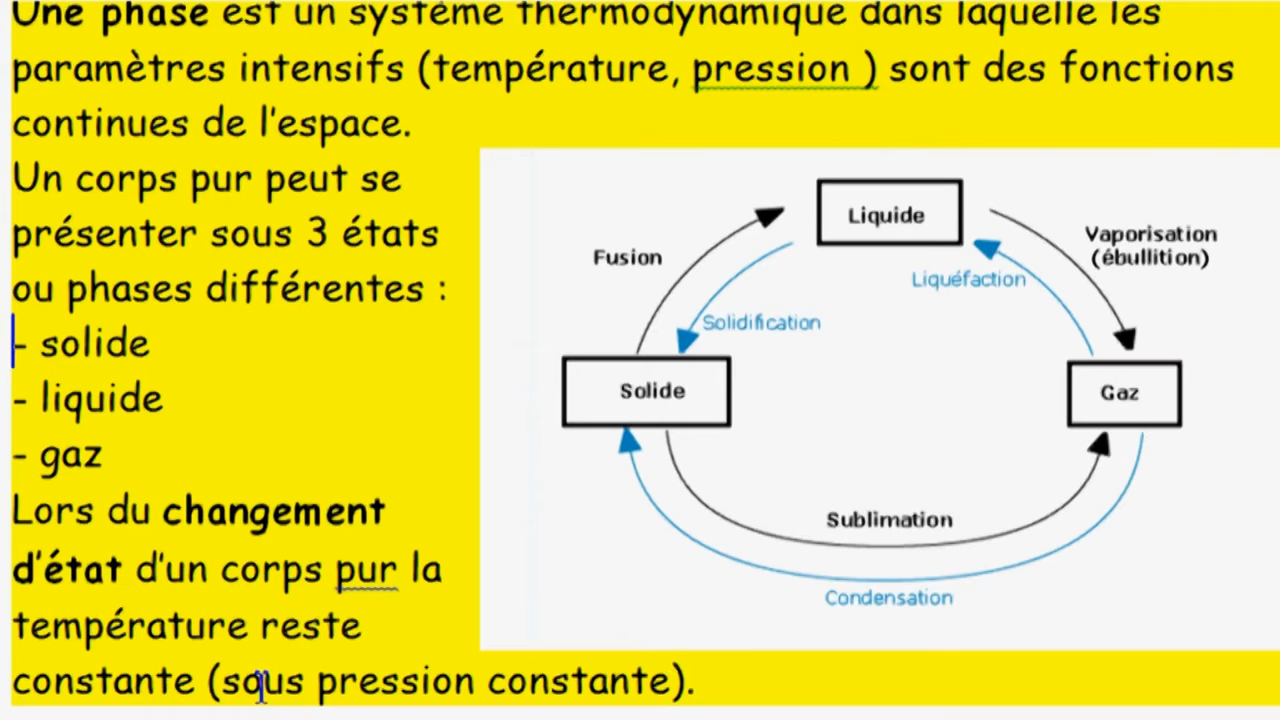 Une phase est un système thermodynamique dans laquelle les
paramètres intensifs (température, pression ) sont des fonctions
continues de l'espace.
Un corps pur peut se
présenter sous 3 états
ou phases différentes :
- solide
- liquide
- gaz
Lors du changement
d'état d'un corps pur la
température reste
constante (sous pression constante).
Liquide
Fusion
Vaporisation
(ébullition)
Liquéfaction
Solidification
Solide
Gaz
Sublimation
Condensation